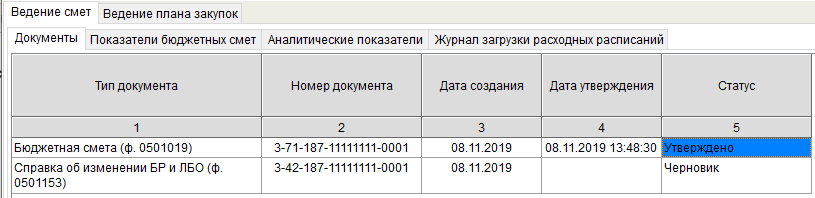 Ведение смет Ведение плана закупок
Документы Показатели бюджетных смет Аналитические показатели Журнал загрузки расходных расписаний
Тип документа Номер документа Дата создания Дата утверждения Статус
1 2 3 4 5
Бюджетная смета (ф. 0501019) 3-71-187-11111111-0001 08.11.2019 08.11.2019 13:48:30 Утверждено
Справка об изменении БР и ЛБО (ф. 3-42-187-11111111-0001 08.11.2019 Черновик
0501153)